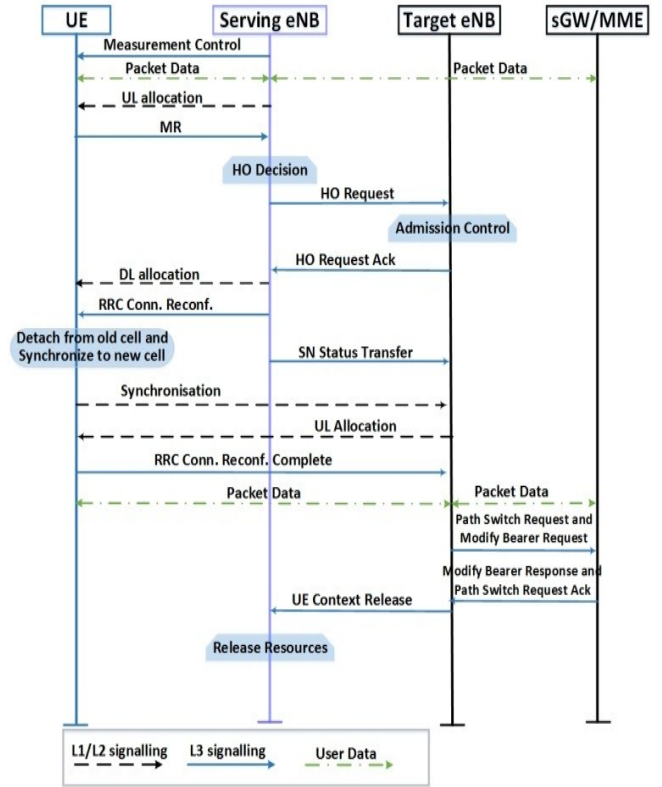 UE
Serving eNB
Target eNB
sGW/MME
Measurement Control
Packet Data
Packet Data
UL allocation
MR
HO Decision
HO Request
Admission Control
HO Request Ack
DL allocation
RRC Conn. Reconf.
Detach from old cell and
Synchronize to new cell
SN Status Transfer
Synchronisation
UL Allocation
RRC Conn. Reconf. Complete
Packet Data
Packet Data
Path Switch Request and
Modify Bearer Request
Modify Bearer Response and
Path Switch Request Ack
UE Context Release
Release Resources
L1/L2 signalling
L3 signalling
User Data